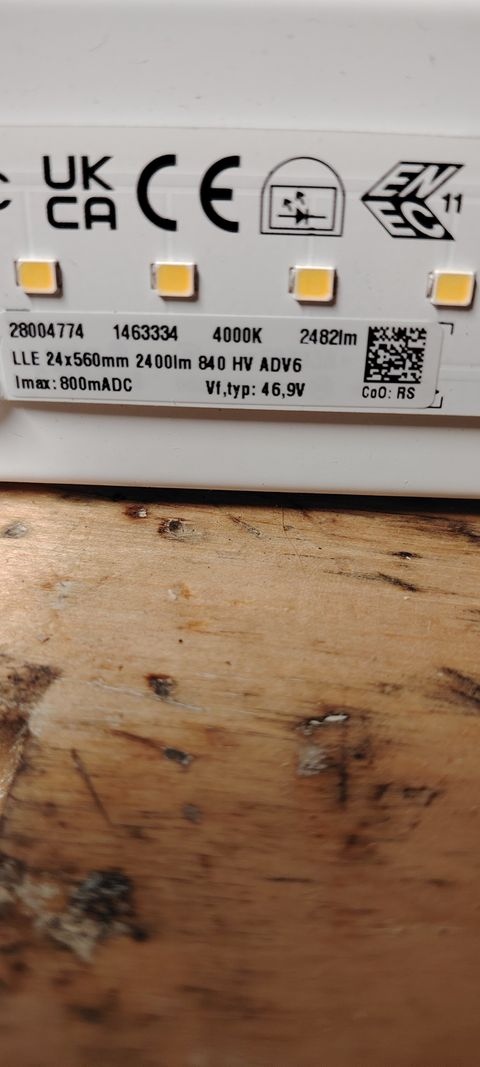 UK
CA CE EN
EC 11
28004774 1463334 4000K 2482lm
LLE 24x560mm 2400lm 840 HV ADV6
Imax: 800mADC Vf,typ: 46,9V CoO: RS